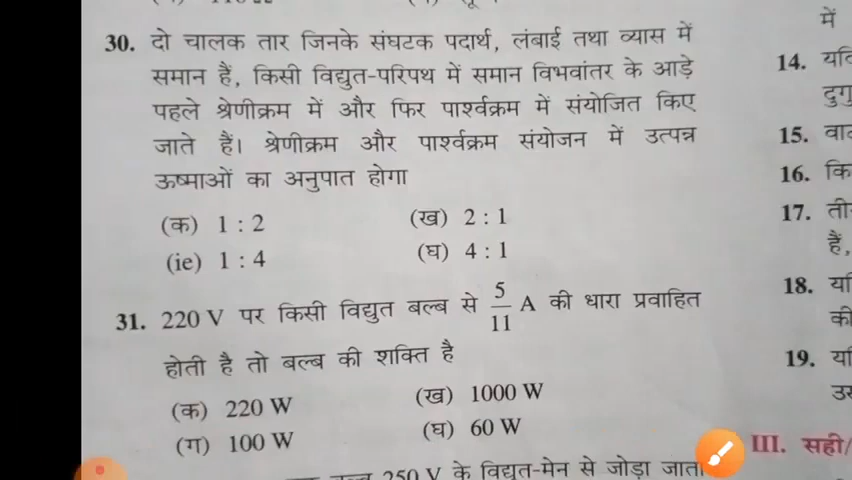 30. दो चालक तार जिनके संघटक पदार्थ, लंबाई तथा व्यास में
समान हैं, किसी विद्युत-परिपथ में समान विभवांतर के आड़े
पहले श्रेणीक्रम में और फिर पार्श्वक्रम में संयोजित किए
जाते हैं। श्रेणीक्रम और पार्श्वक्रम संयोजन में उत्पन्न
ऊष्माओं का अनुपात होगा
(क) 1 : 2 (ख) 2 : 1
(ie) 1 : 4 (घ) 4 : 1
31. 220 V पर किसी विद्युत बल्ब से 5/11 A की धारा प्रवाहित
होती है तो बल्ब की शक्ति है
(क) 220 W (ख) 1000 W
(ग) 100 W (घ) 60 W
250 V के विद्युत-मेन से जोड़ा जाता
में
14.
15.
16.
17.
हैं,
18.
की
19.
III. सही/